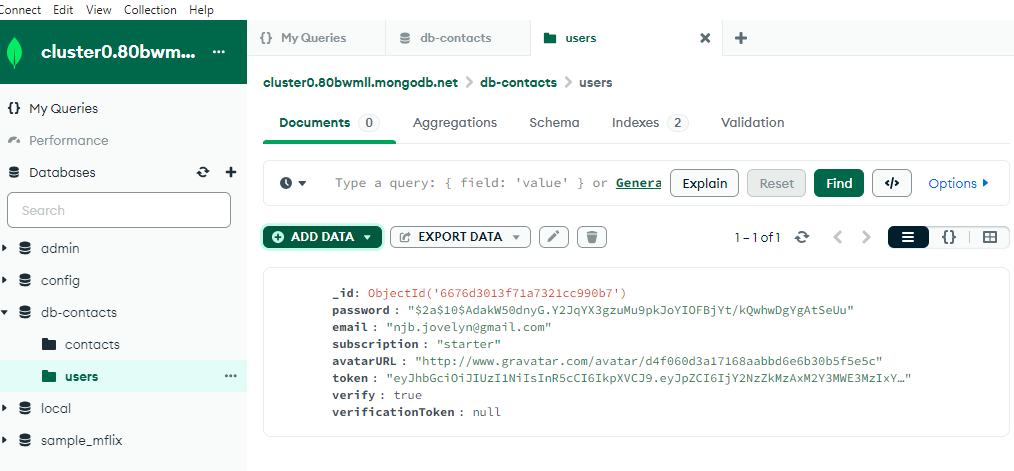 Connect Edit View Collection Help
cluster0.80bwm... ...
{} My Queries
Performance
Databases
Search
admin
config
db-contacts
contacts
users ...
local
sample_mflix
{} My Queries db-contacts users
cluster0.80bwmll.mongodb.net > db-contacts > users
Documents 0 Aggregations Schema Indexes 2 Validation
Type a query: { field: 'value' } or Genera Explain Reset Find </> Options
ADD DATA EXPORT DATA 1 – 1 of 1 {}
_id: ObjectId('6676d3013f71a7321cc990b7')
password : "$2a$10$AdakW50dnyG.Y2JqYX3gzuMu9pkJoYIOFBjYt/kQwhwDgYgAtSeUu"
email : "njb.jovelyn@gmail.com"
subscription : "starter"
avatarURL : "http://www.gravatar.com/avatar/d4f060d3a17168aabbd6e6b30b5f5e5c"
token : "eyJhbGciOiJIUzI1NiIsInR5cCI6IkpXVCJ9.eyJpZCI6IjY2NzZkMzAxM2Y3MWE3MzIxY…"
verify : true
verificationToken : null